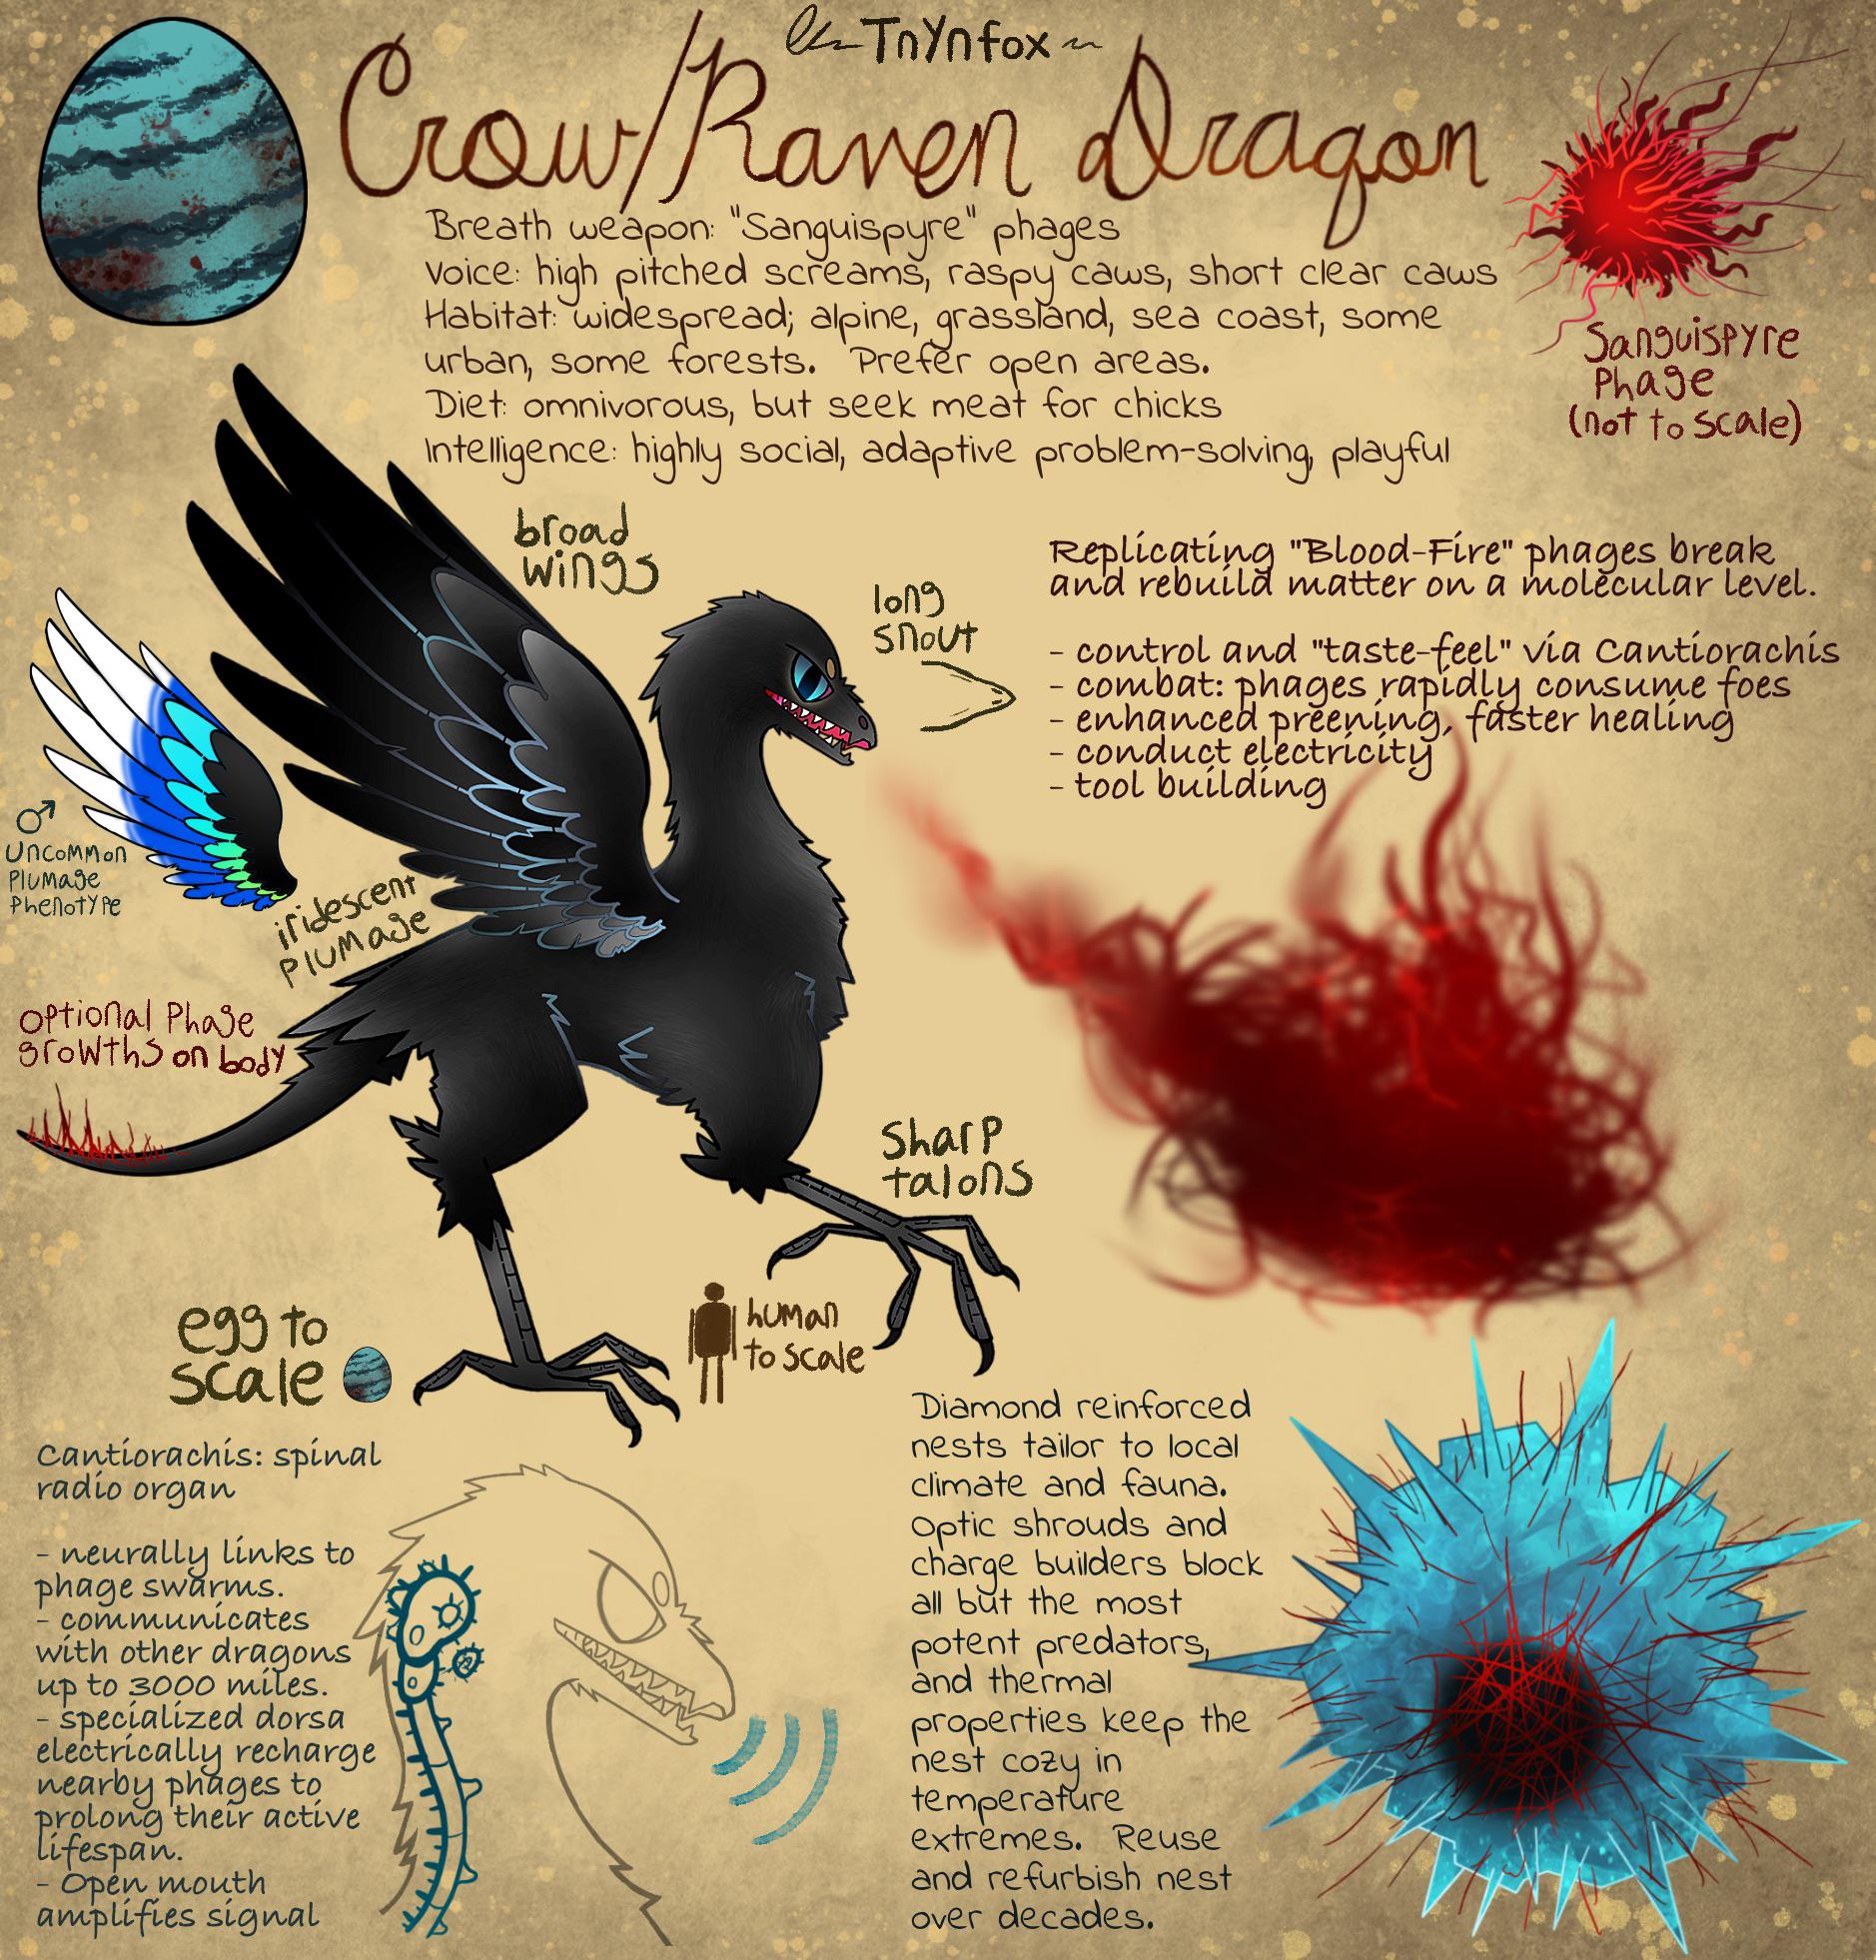 TnYnfox
Crow/Raven Dragon
Breath weapon: "Sanguispyre" phages
Voice: high pitched screams, raspy caws, short clear caws
Habitat: widespread; alpine, grassland, sea coast, some
urban, some forests. Prefer open areas.
Diet: omnivorous, but seek meat for chicks
Intelligence: highly social, adaptive problem-solving, playful
Sanguispyre
Phage
(not to scale)
broad
wings
long
snout
Replicating "Blood-Fire" phages break
and rebuild matter on a molecular level.
- control and "taste-feel" via Cantiorachis
- combat: phages rapidly consume foes
- enhanced preening, faster healing
- conduct electricity
- tool building
♂
Uncommon
Plumage
Phenotype
iridescent
plumage
optional Phage
growths on body
Sharp
talons
egg to
scale
human
to scale
Cantiorachis: spinal
radio organ
- neurally links to
phage swarms.
- communicates
with other dragons
up to 3000 miles.
- specialized dorsa
electrically recharge
nearby phages to
prolong their active
lifespan.
- Open mouth
amplifies signal
Diamond reinforced
nests tailor to local
climate and fauna.
Optic shrouds and
charge builders block
all but the most
potent predators,
and thermal
properties keep the
nest cozy in
temperature
extremes. Reuse
and refurbish nest
over decades.